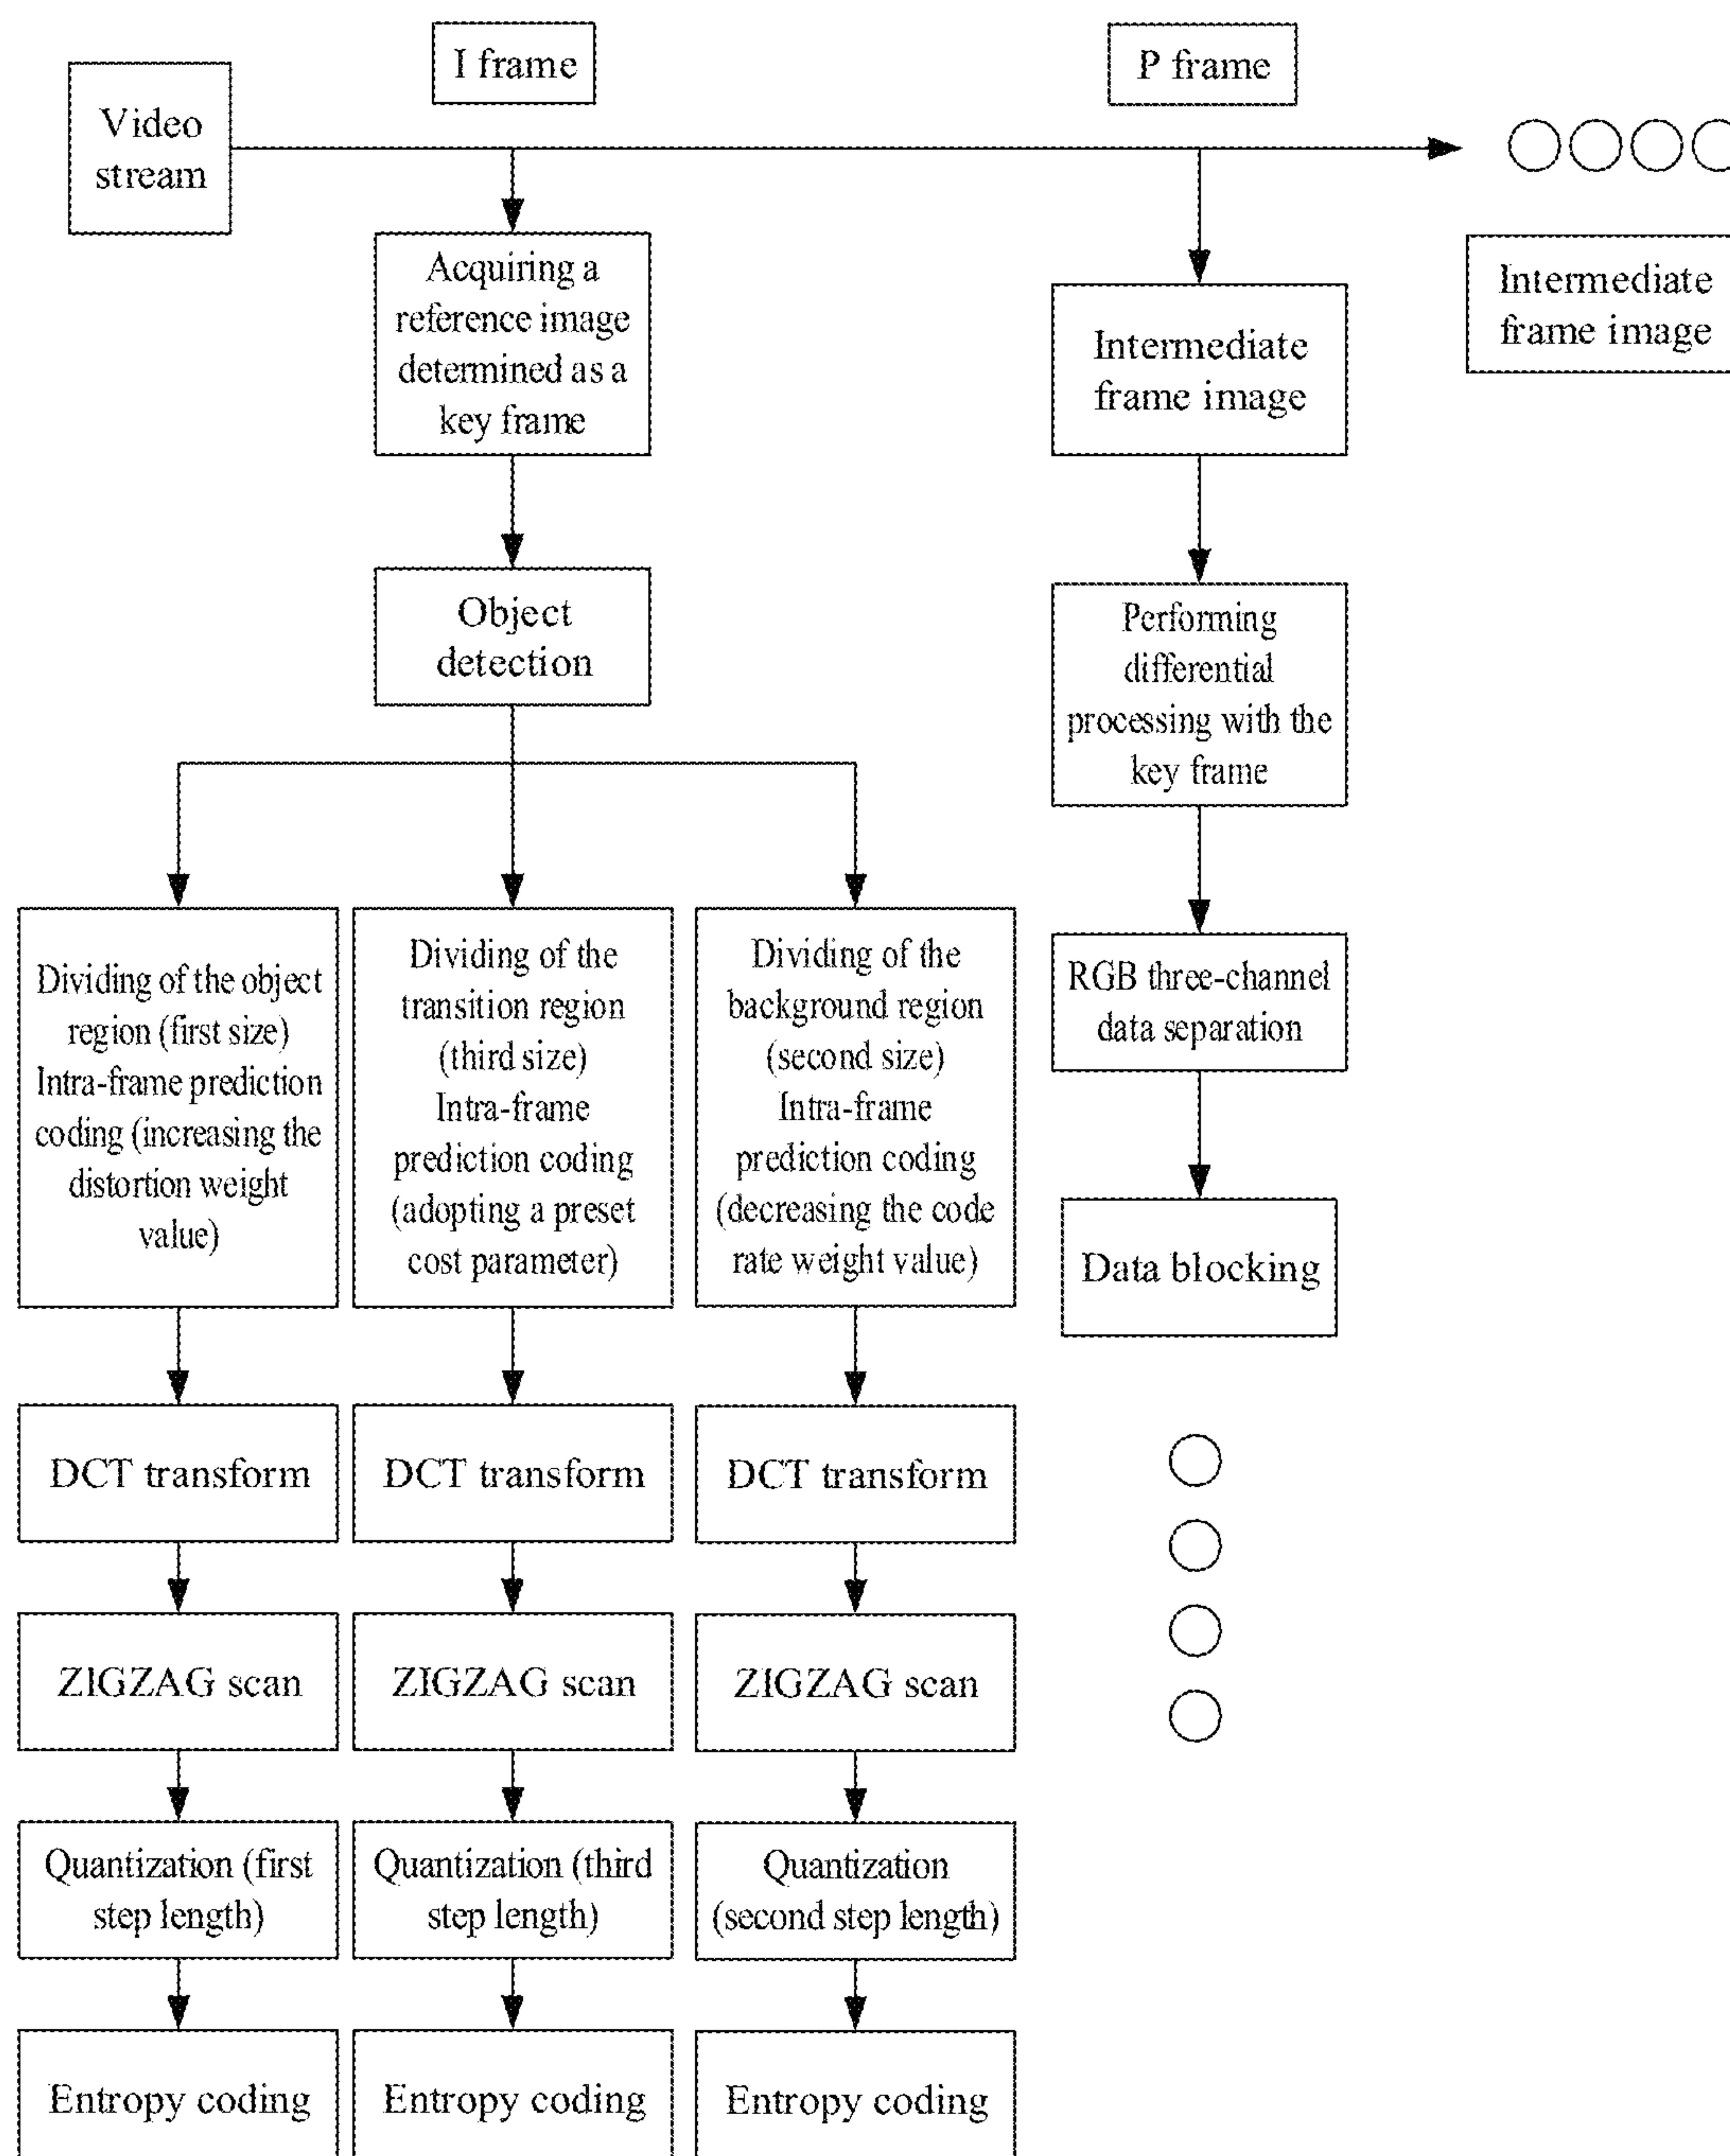 I frame
P frame
Video
stream
Acquiring a
reference image
determined as a
key frame
Intermediate
frame image
Intermediate
frame image
Object
detection
Performing
differential
processing with the
key frame
Dividing of the object
region (first size)
Intra-frame prediction
coding (increasing the
distortion weight
value)
Dividing of the
transition region
(third size)
Intra-frame
prediction coding
(adopting a preset
cost parameter)
Dividing of the
background region
(second size)
Intra-frame
prediction coding
(decreasing the code
rate weight value)
RGB three-channel
data separation
Data blocking
DCT transform
DCT transform
DCT transform
ZIGZAG scan
ZIGZAG scan
ZIGZAG scan
Quantization (first
step length)
Quantization (third
step length)
Quantization
(second step length)
Entropy coding
Entropy coding
Entropy coding